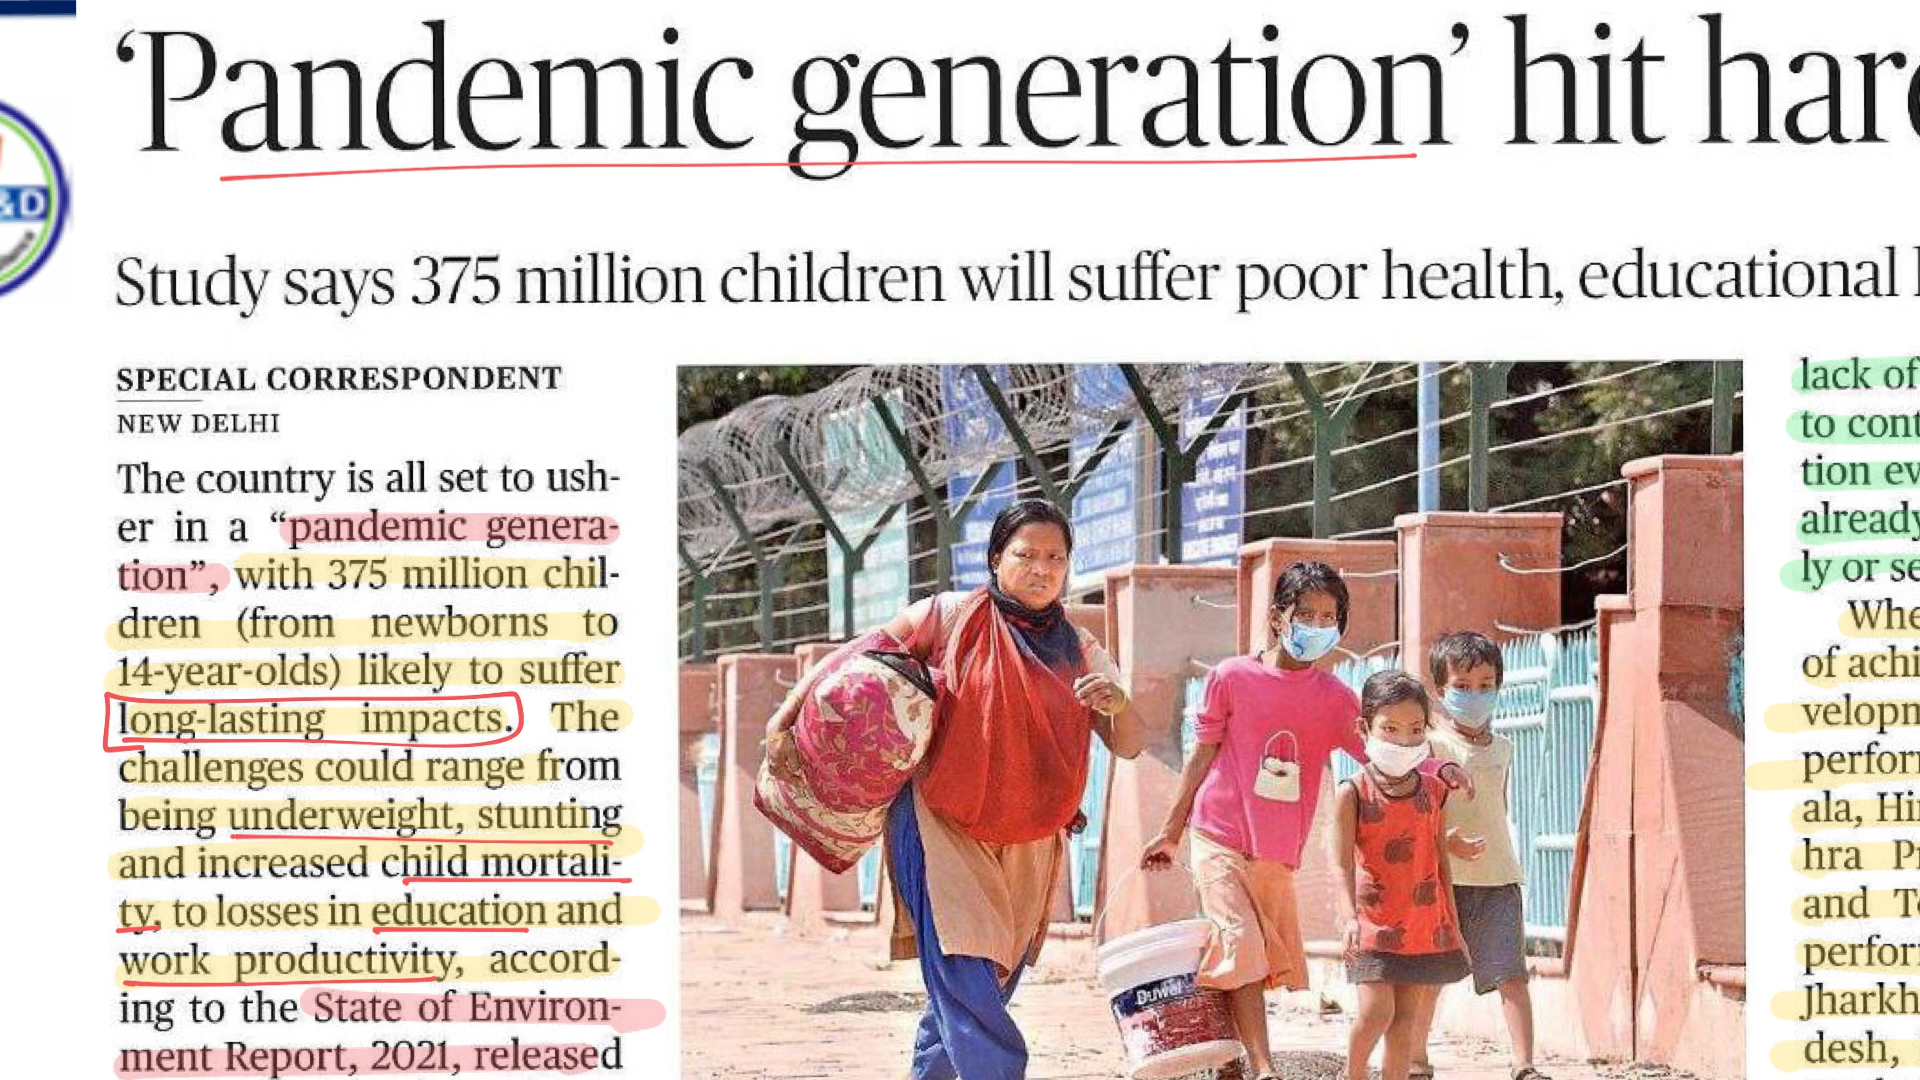 ‘Pandemic generation’ hit
Study says 375 million children will suffer poor health, educational
SPECIAL CORRESPONDENT
NEW DELHI
The country is all set to ush-
er in a “pandemic genera-
tion”, with 375 million chil-
dren (from newborns to
14-year-olds) likely to suffer
long-lasting impacts. The
challenges could range from
being underweight, stunting
and increased child mortali-
ty, to losses in education and
work productivity, accord-
ing to the State of Environ-
ment Report, 2021, released
lack of
to cont
tion ev
already
ly or se
Whe
of achi
velopm
perform
ala, Hi
hra Pr
and Te
perform
Jharkh
desh,
&D